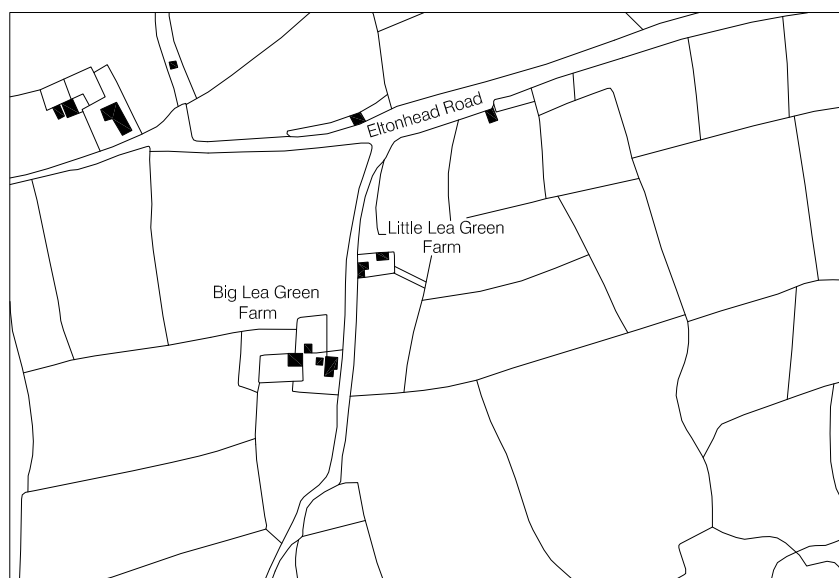 Eltonhead Road
Little Lea Green
Farm
Big Lea Green
Farm